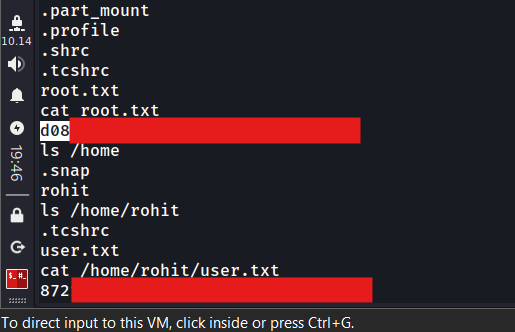 .part_mount
.profile
.shrc
.tcshrc
root.txt
cat root.txt
d08
ls /home
.snap
rohit
ls /home/rohit
.tcshrc
user.txt
cat /home/rohit/user.txt
872
10.14
19:46
$_ #_
To direct input to this VM, click inside or press Ctrl+G.